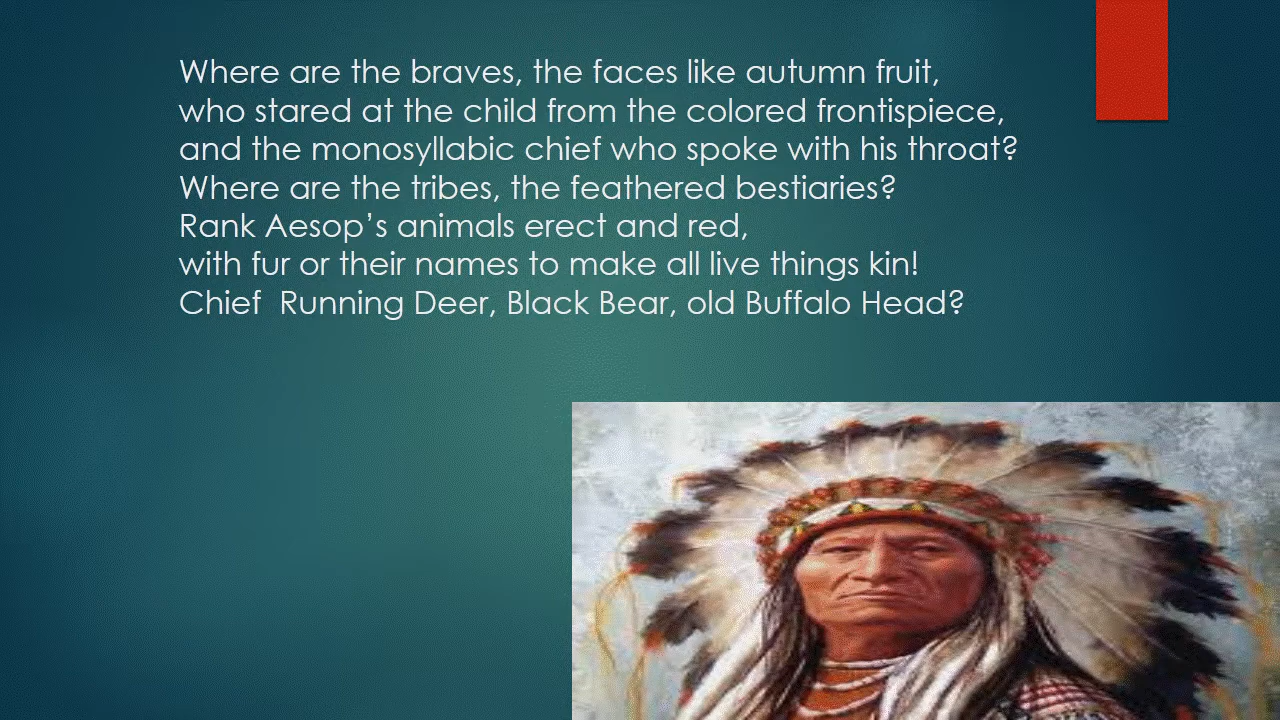 Where are the braves, the faces like autumn fruit,
who stared at the child from the colored frontispiece,
and the monosyllabic chief who spoke with his throat?
Where are the tribes, the feathered bestiaries?
Rank Aesop’s animals erect and red,
with fur or their names to make all live things kin!
Chief  Running Deer, Black Bear, old Buffalo Head?